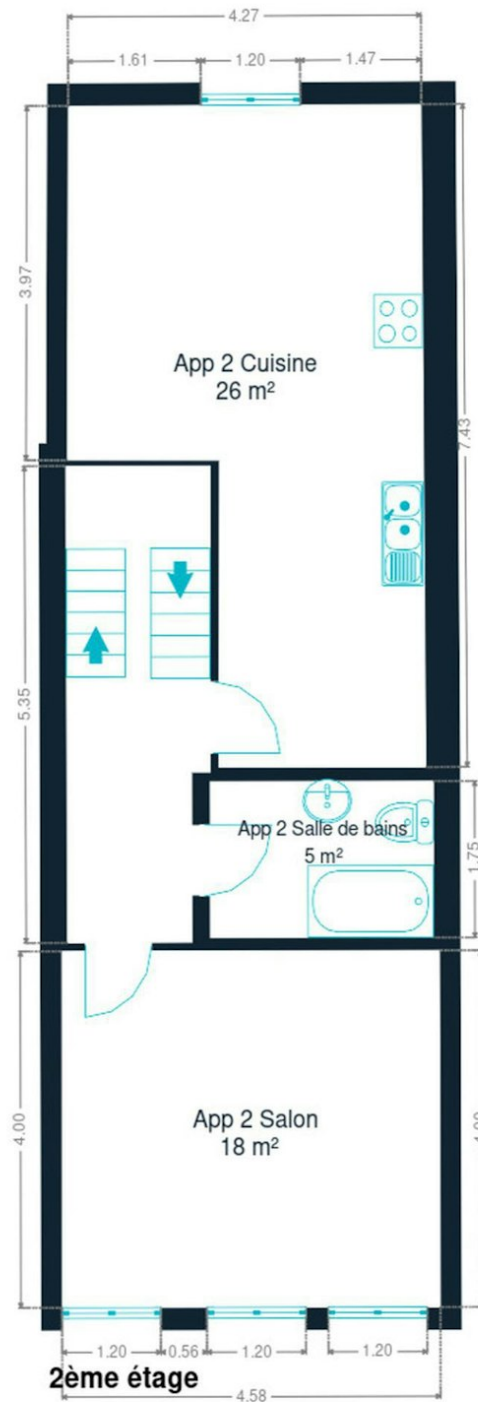 4.27
1.61
1.20
1.47
3.97
App 2 Cuisine
26 m²
7.43
5.35
App 2 Salle de bains
5 m²
1.75
4.00
App 2 Salon
18 m²
4.00
1.20
0.56
1.20
1.20
2ème étage
4.58